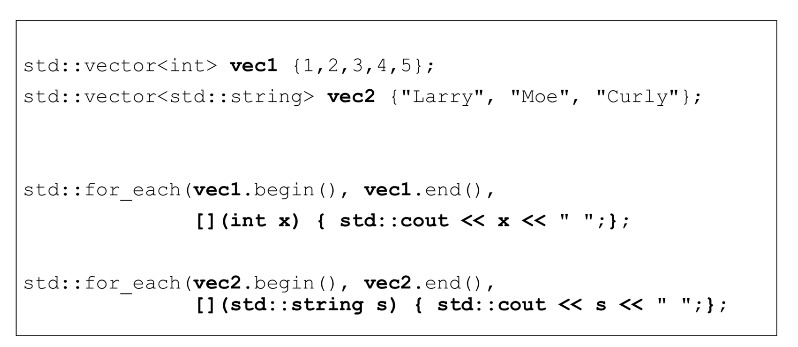 std::vector<int> vec1 {1,2,3,4,5};
std::vector<std::string> vec2 {"Larry", "Moe", "Curly"};
std::for_each(vec1.begin(), vec1.end(),
[](int x) { std::cout << x << " ";};
std::for_each(vec2.begin(), vec2.end(),
[](std::string s) { std::cout << s << " ";};